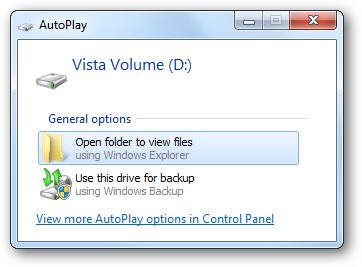 AutoPlay
Vista Volume (D:)
General options
Open folder to view files
using Windows Explorer
Use this drive for backup
using Windows Backup
View more AutoPlay options in Control Panel